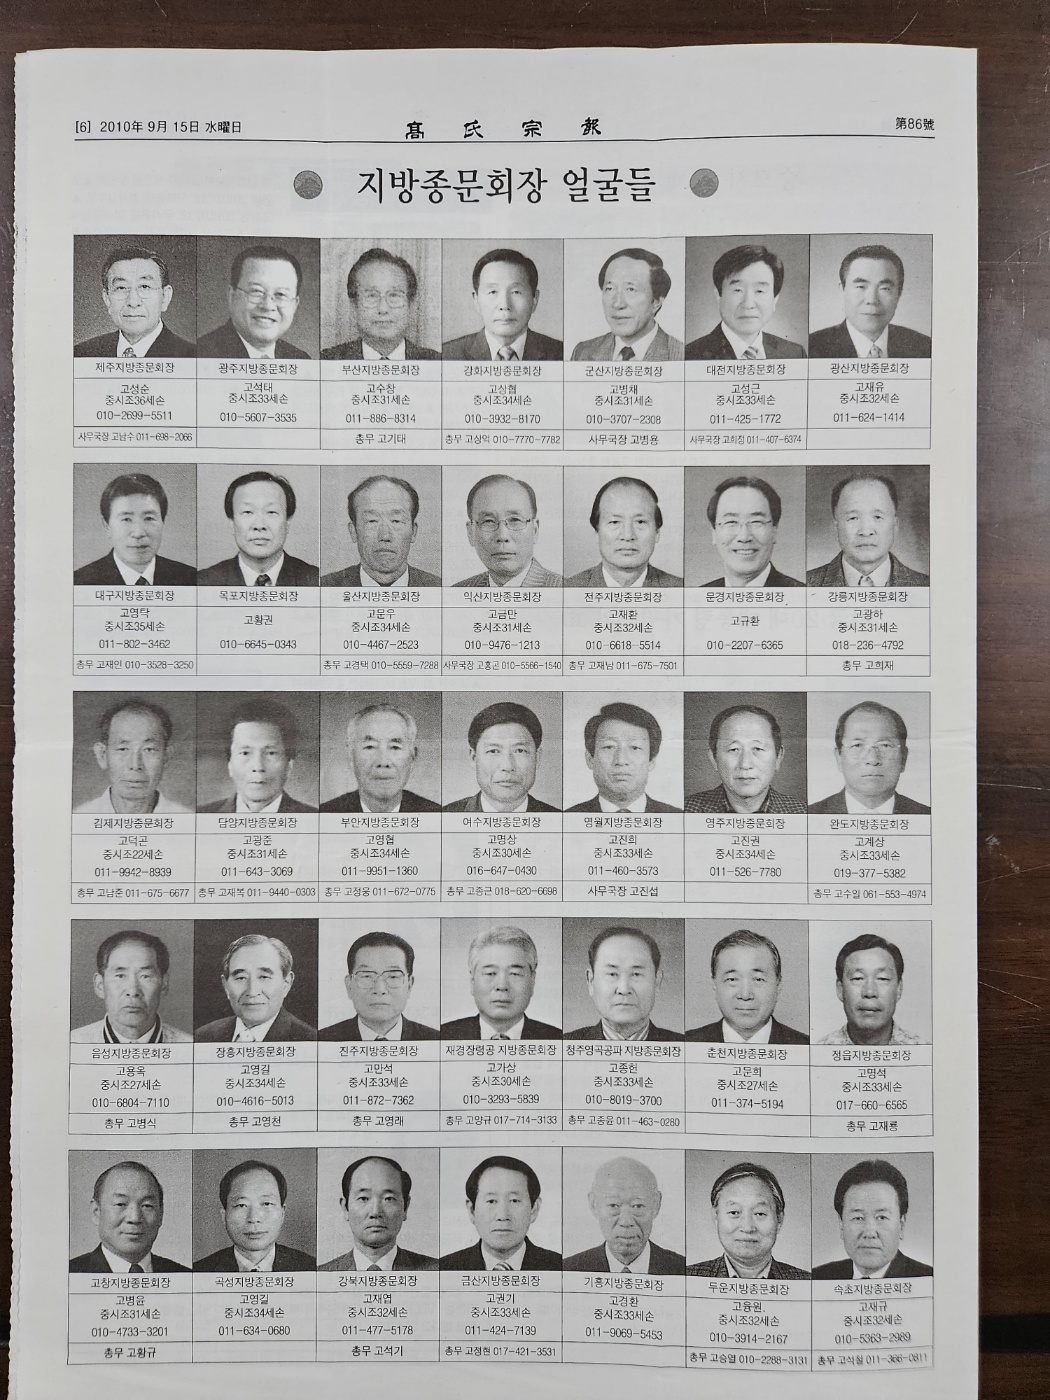 [6] 2010年 9月 15日 水曜日
高氏宗報
第86號
지방종문회장 얼굴들
제주지방종문회장
고성순
중시조36세손
010-2699-5511
사무국장 고남수 011-698-2066
광주지방종문회장
고석태
중시조33세손
010-5607-3535
부산지방종문회장
고수창
중시조31세손
011-886-8314
총무 고기태
강화지방종문회장
고상협
중시조34세손
010-3932-8170
총무 고상익 010-7770-7782
군산지방종문회장
고병채
중시조31세손
010-3707-2308
사무국장 고병용
대전지방종문회장
고성근
중시조33세손
011-425-1772
사무국장 고희정 011-407-6374
광산지방종문회장
고재유
중시조32세손
011-624-1414
대구지방종문회장
고영탁
중시조35세손
011-802-3462
총무 고재인 010-3528-3250
목포지방종문회장
고황권
010-6645-0343
울산지방종문회장
고문우
중시조34세손
010-4467-2523
총무 고경택 010-5559-7288
익산지방종문회장
고금만
중시조31세손
010-9476-1213
사무국장 고홍곤 010-5566-1540
전주지방종문회장
고재환
중시조32세손
010-6618-5514
총무 고재남 011-675-7501
문경지방종문회장
고규환
010-2207-6365
강릉지방종문회장
고광하
중시조31세손
018-236-4792
총무 고희재
김제지방종문회장
고덕곤
중시조22세손
011-9942-8939
총무 고남준 011-675-6677
담양지방종문회장
고광준
중시조31세손
011-643-3069
총무 고재복 011-9440-0303
부안지방종문회장
고영협
중시조34세손
011-9951-1360
총무 고정웅 011-672-0775
여수지방종문회장
고명상
중시조30세손
016-647-0430
총무 고종근 018-620-6698
영월지방종문회장
고진희
중시조33세손
011-460-3573
사무국장 고진섭
영주지방종문회장
고진권
중시조34세손
011-526-7780
완도지방종문회장
고계상
중시조33세손
019-377-5382
총무 고수일 061-553-4974
음성지방종문회장
고용옥
중시조27세손
010-6804-7110
총무 고병식
장흥지방종문회장
고영길
중시조34세손
010-4616-5013
총무 고영천
진주지방종문회장
고민석
중시조33세손
011-872-7362
총무 고영래
재경장령공 지방종문회장
고가상
중시조30세손
010-3293-5839
총무 고양규 017-714-3133
청주영곡공파 지방종문회장
고종헌
중시조33세손
010-8019-3700
총무 고종윤 011-463-0280
춘천지방종문회장
고문희
중시조27세손
011-374-5194
정읍지방종문회장
고명석
중시조33세손
017-660-6565
총무 고재룡
고창지방종문회장
고병윤
중시조31세손
010-4733-3201
총무 고황규
곡성지방종문회장
고영길
중시조34세손
011-634-0680
강북지방종문회장
고재엽
중시조32세손
011-477-5178
총무 고석기
금산지방종문회장
고권기
중시조33세손
011-424-7139
총무 고정현 017-421-3531
기흥지방종문회장
고경환
중시조33세손
011-9069-5453
두운지방종문회장
고융원
중시조32세손
010-3914-2167
총무 고승열 010-2288-3131
속초지방종문회장
고재규
중시조32세손
010-5363-2989
총무 고석철 011-366-0811